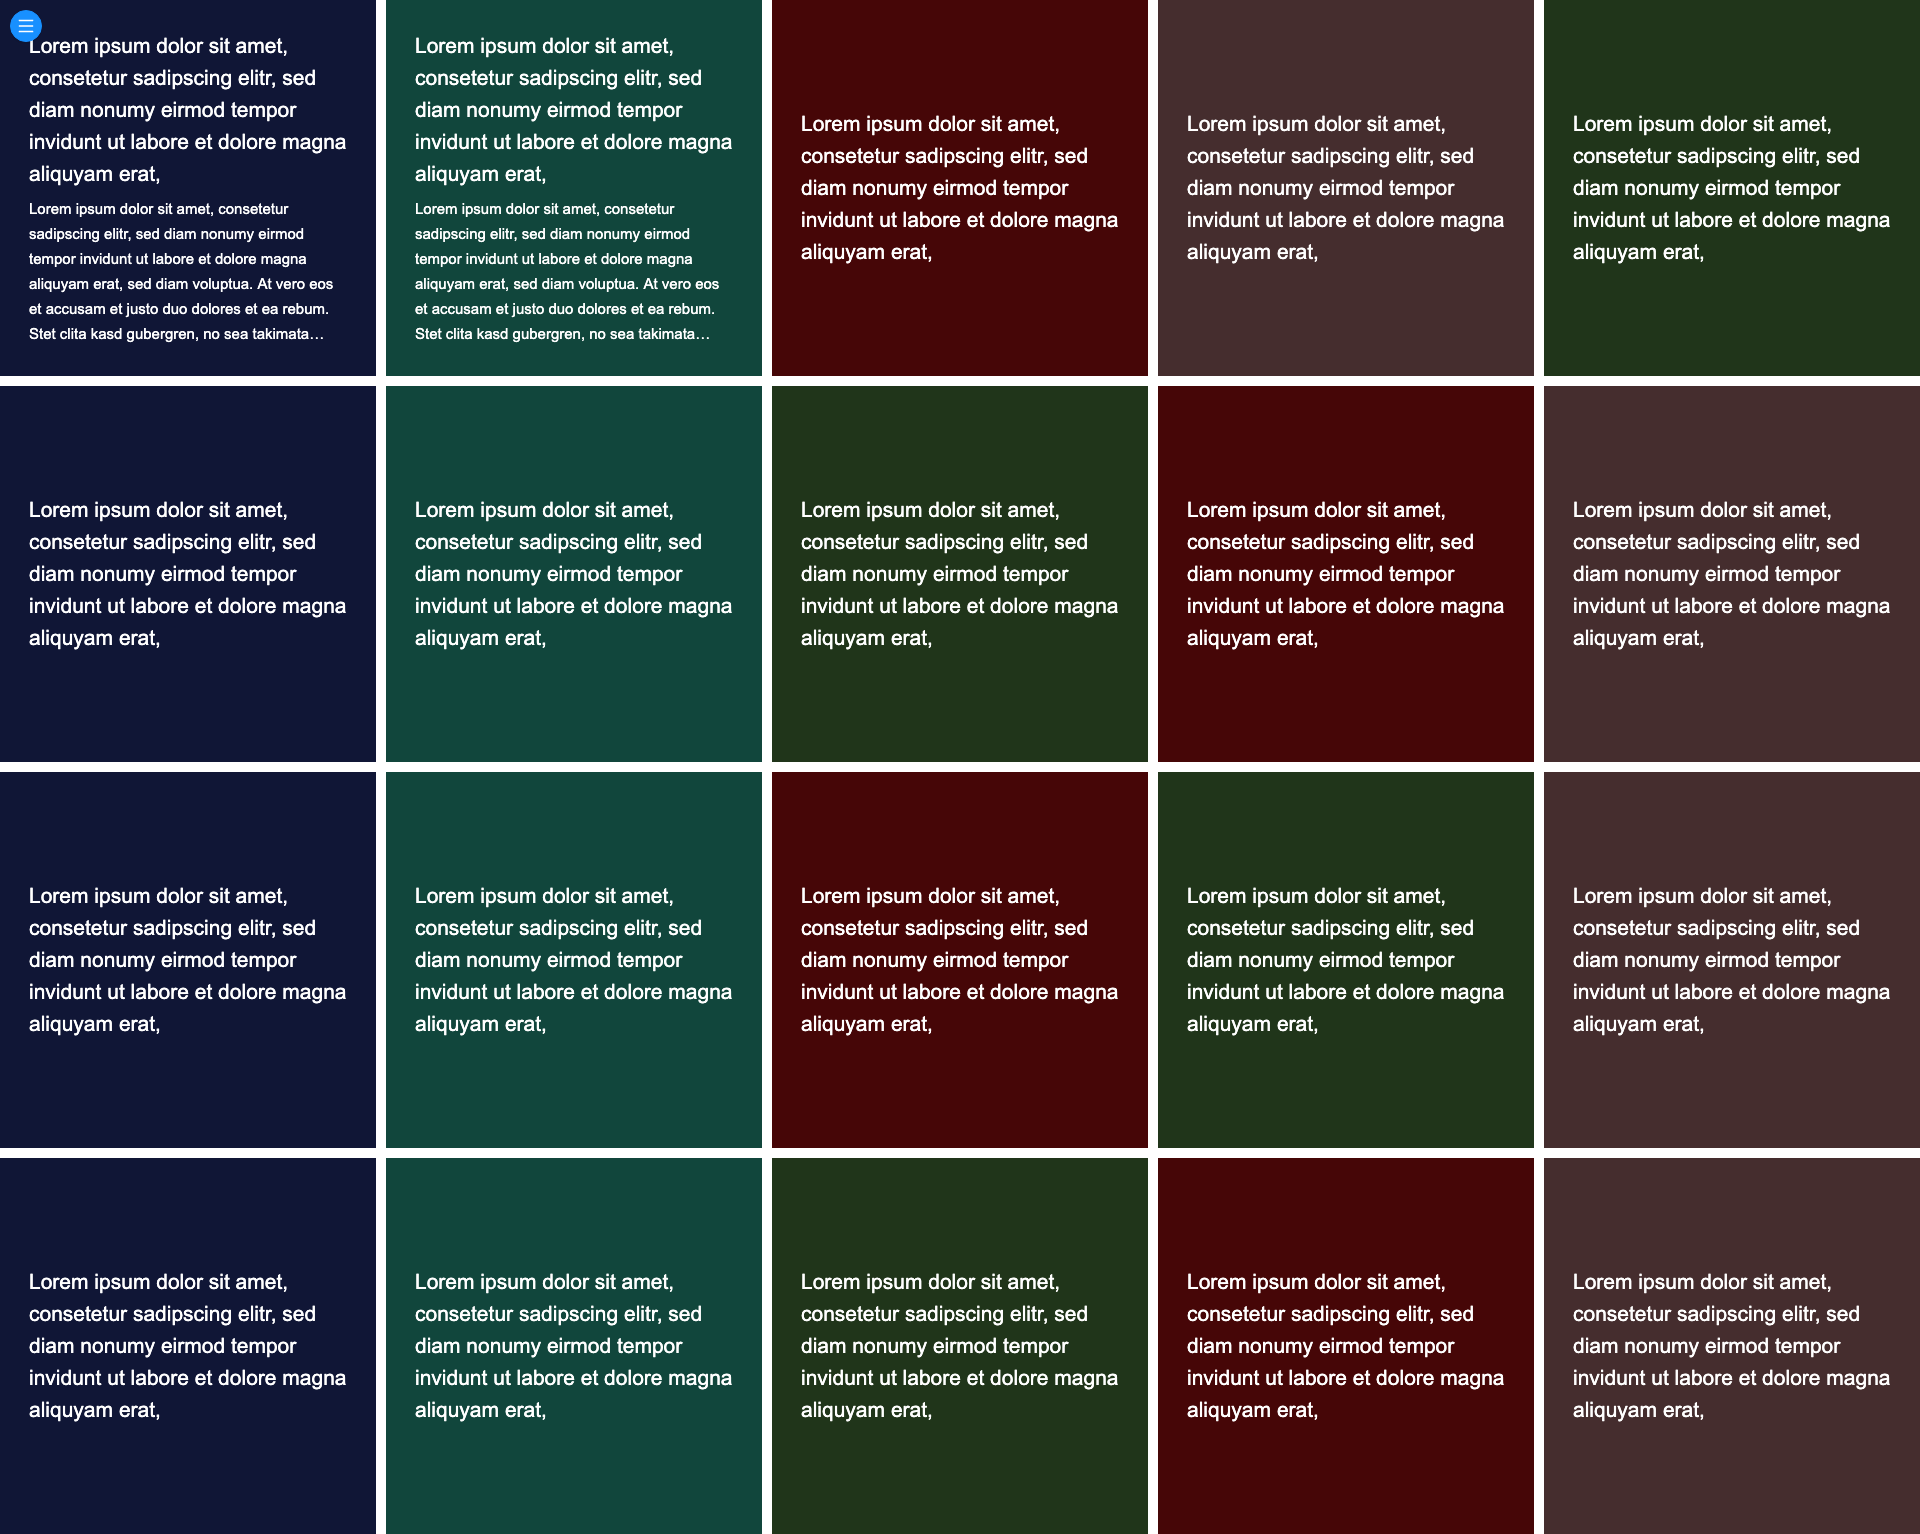 Lorem ipsum dolor sit amet,
consetetur sadipscing elitr, sed
diam nonumy eirmod tempor
invidunt ut labore et dolore magna
aliquyam erat,
Lorem ipsum dolor sit amet, consetetur
sadipscing elitr, sed diam nonumy eirmod
tempor invidunt ut labore et dolore magna
aliquyam erat, sed diam voluptua. At vero eos
et accusam et justo duo dolores et ea rebum.
Stet clita kasd gubergren, no sea takimata…
Lorem ipsum dolor sit amet,
consetetur sadipscing elitr, sed
diam nonumy eirmod tempor
invidunt ut labore et dolore magna
aliquyam erat,
Lorem ipsum dolor sit amet, consetetur
sadipscing elitr, sed diam nonumy eirmod
tempor invidunt ut labore et dolore magna
aliquyam erat, sed diam voluptua. At vero eos
et accusam et justo duo dolores et ea rebum.
Stet clita kasd gubergren, no sea takimata…
Lorem ipsum dolor sit amet,
consetetur sadipscing elitr, sed
diam nonumy eirmod tempor
invidunt ut labore et dolore magna
aliquyam erat,
Lorem ipsum dolor sit amet,
consetetur sadipscing elitr, sed
diam nonumy eirmod tempor
invidunt ut labore et dolore magna
aliquyam erat,
Lorem ipsum dolor sit amet,
consetetur sadipscing elitr, sed
diam nonumy eirmod tempor
invidunt ut labore et dolore magna
aliquyam erat,
Lorem ipsum dolor sit amet,
consetetur sadipscing elitr, sed
diam nonumy eirmod tempor
invidunt ut labore et dolore magna
aliquyam erat,
Lorem ipsum dolor sit amet,
consetetur sadipscing elitr, sed
diam nonumy eirmod tempor
invidunt ut labore et dolore magna
aliquyam erat,
Lorem ipsum dolor sit amet,
consetetur sadipscing elitr, sed
diam nonumy eirmod tempor
invidunt ut labore et dolore magna
aliquyam erat,
Lorem ipsum dolor sit amet,
consetetur sadipscing elitr, sed
diam nonumy eirmod tempor
invidunt ut labore et dolore magna
aliquyam erat,
Lorem ipsum dolor sit amet,
consetetur sadipscing elitr, sed
diam nonumy eirmod tempor
invidunt ut labore et dolore magna
aliquyam erat,
Lorem ipsum dolor sit amet,
consetetur sadipscing elitr, sed
diam nonumy eirmod tempor
invidunt ut labore et dolore magna
aliquyam erat,
Lorem ipsum dolor sit amet,
consetetur sadipscing elitr, sed
diam nonumy eirmod tempor
invidunt ut labore et dolore magna
aliquyam erat,
Lorem ipsum dolor sit amet,
consetetur sadipscing elitr, sed
diam nonumy eirmod tempor
invidunt ut labore et dolore magna
aliquyam erat,
Lorem ipsum dolor sit amet,
consetetur sadipscing elitr, sed
diam nonumy eirmod tempor
invidunt ut labore et dolore magna
aliquyam erat,
Lorem ipsum dolor sit amet,
consetetur sadipscing elitr, sed
diam nonumy eirmod tempor
invidunt ut labore et dolore magna
aliquyam erat,
Lorem ipsum dolor sit amet,
consetetur sadipscing elitr, sed
diam nonumy eirmod tempor
invidunt ut labore et dolore magna
aliquyam erat,
Lorem ipsum dolor sit amet,
consetetur sadipscing elitr, sed
diam nonumy eirmod tempor
invidunt ut labore et dolore magna
aliquyam erat,
Lorem ipsum dolor sit amet,
consetetur sadipscing elitr, sed
diam nonumy eirmod tempor
invidunt ut labore et dolore magna
aliquyam erat,
Lorem ipsum dolor sit amet,
consetetur sadipscing elitr, sed
diam nonumy eirmod tempor
invidunt ut labore et dolore magna
aliquyam erat,
Lorem ipsum dolor sit amet,
consetetur sadipscing elitr, sed
diam nonumy eirmod tempor
invidunt ut labore et dolore magna
aliquyam erat,